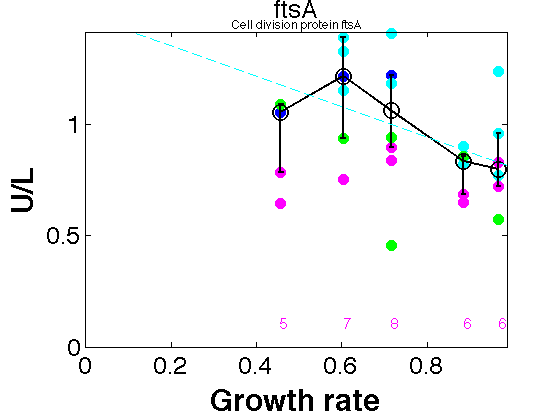 ftsA
Cell division protein ftsA
U/L
1
0.5
0
5 7 8 6 6
0 0.2 0.4 0.6 0.8
Growth rate